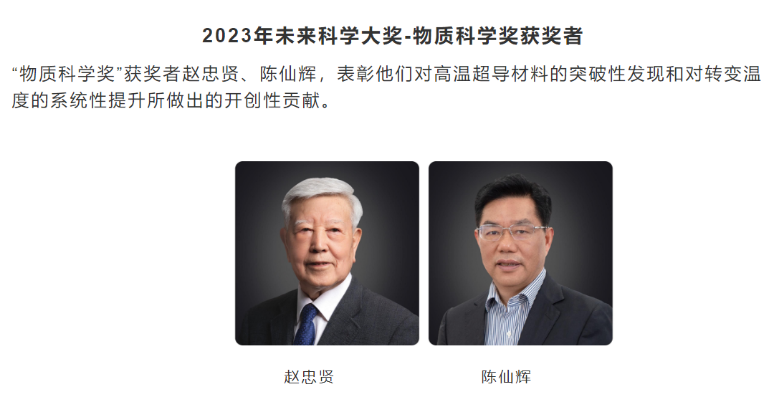 2023年未来科学大奖-物质科学奖获奖者
“物质科学奖”获奖者赵忠贤、陈仙辉，表彰他们对高温超导材料的突破性发现和对转变温
度的系统性提升所做出的开创性贡献。
赵忠贤
陈仙辉